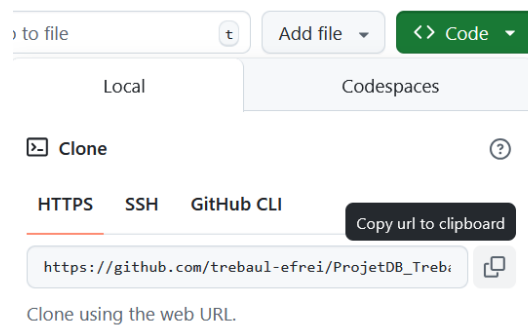 to file t Add file <> Code
Local Codespaces
Clone
HTTPS SSH GitHub CLI
Copy url to clipboard
https://github.com/trebaul-efrei/ProjetDB_Treba
Clone using the web URL.